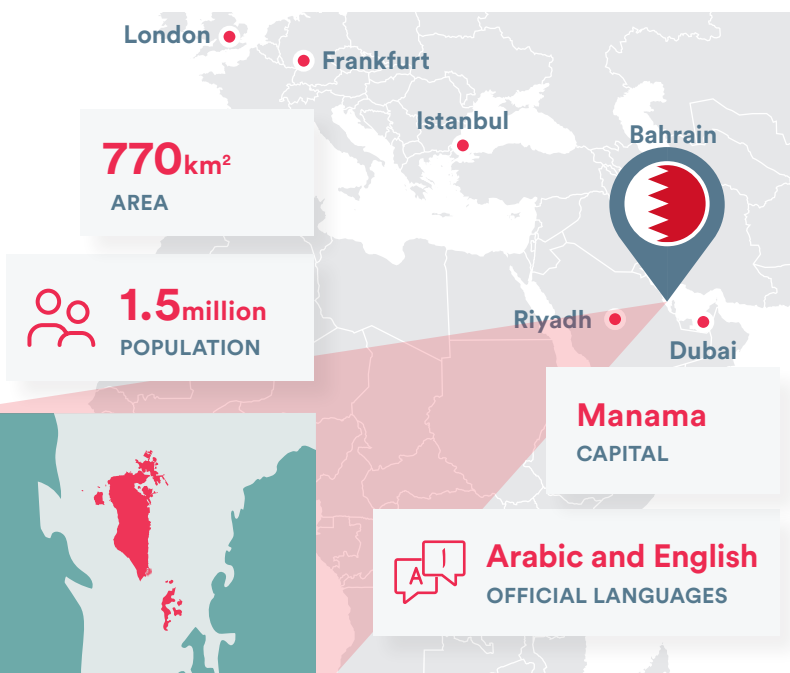 London
Frankfurt
Istanbul
Bahrain
770km²
AREA
1.5million
POPULATION
Riyadh
Dubai
Manama
CAPITAL
A ا
Arabic and English
OFFICIAL LANGUAGES